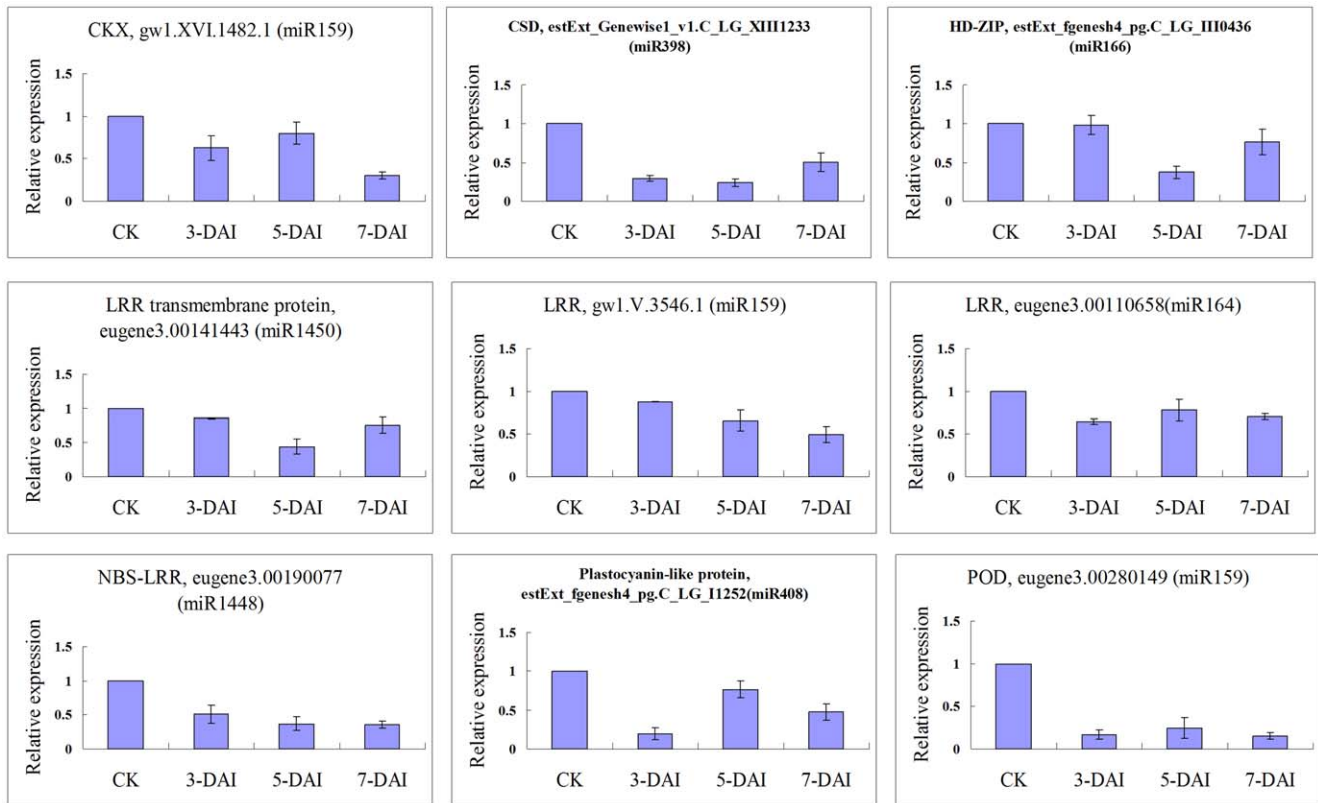 CKX, gw1.XVI.1482.1 (miR159)
Relative expression
1.5
1
0.5
0
CK 3-DAI 5-DAI 7-DAI
CSD, estExt_Genewise1_v1.C_LG_XIII1233
(miR398)
Relative expression
1.5
1
0.5
0
CK 3-DAI 5-DAI 7-DAI
HD-ZIP, estExt_fgenesh4_pg.C_LG_III0436
(miR166)
Relative expression
1.5
1
0.5
0
CK 3-DAI 5-DAI 7-DAI
LRR transmembrane protein,
eugene3.00141443 (miR1450)
Relative expression
1.5
1
0.5
0
CK 3-DAI 5-DAI 7-DAI
LRR, gw1.V.3546.1 (miR159)
Relative expression
1.5
1
0.5
0
CK 3-DAI 5-DAI 7-DAI
LRR, eugene3.00110658(miR164)
Relative expression
1.5
1
0.5
0
CK 3-DAI 5-DAI 7-DAI
NBS-LRR, eugene3.00190077
(miR1448)
Relative expression
1.5
1
0.5
0
CK 3-DAI 5-DAI 7-DAI
Plastocyanin-like protein,
estExt_fgenesh4_pg.C_LG_I1252(miR408)
Relative expression
1.5
1
0.5
0
CK 3-DAI 5-DAI 7-DAI
POD, eugene3.00280149 (miR159)
Relative expression
1.5
1
0.5
0
CK 3-DAI 5-DAI 7-DAI